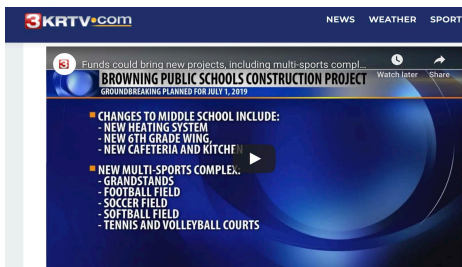 3 KRTV.com NEWS WEATHER SPORT
3 Funds could bring new projects, including multi-sports compl... Watch later Share
BROWNING PUBLIC SCHOOLS CONSTRUCTION PROJECT
GROUNDBREAKING PLANNED FOR JULY 1, 2019
CHANGES TO MIDDLE SCHOOL INCLUDE:
- NEW HEATING SYSTEM
- NEW 6TH GRADE WING
- NEW CAFETERIA AND KITCHEN
NEW MULTI-SPORTS COMPLEX:
- GRANDSTANDS
- FOOTBALL FIELD
- SOCCER FIELD
- SOFTBALL FIELD
- TENNIS AND VOLLEYBALL COURTS